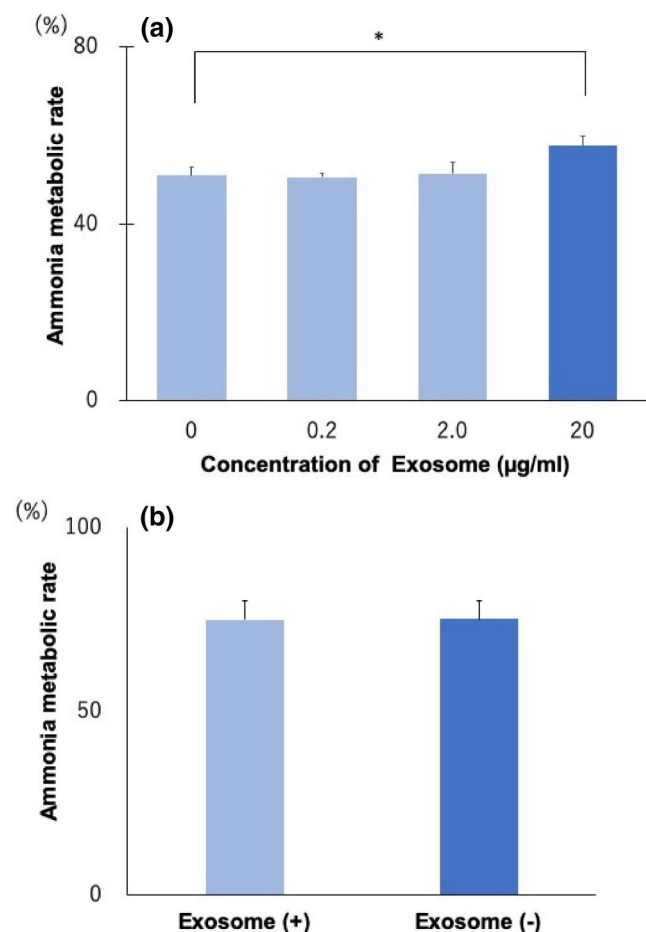 (%)
(a)
*
80
40
0
Ammonia metabolic rate
0 0.2 2.0 20
Concentration of Exosome (μg/ml)
(%)
(b)
100
50
0
Ammonia metabolic rate
Exosome (+) Exosome (-)